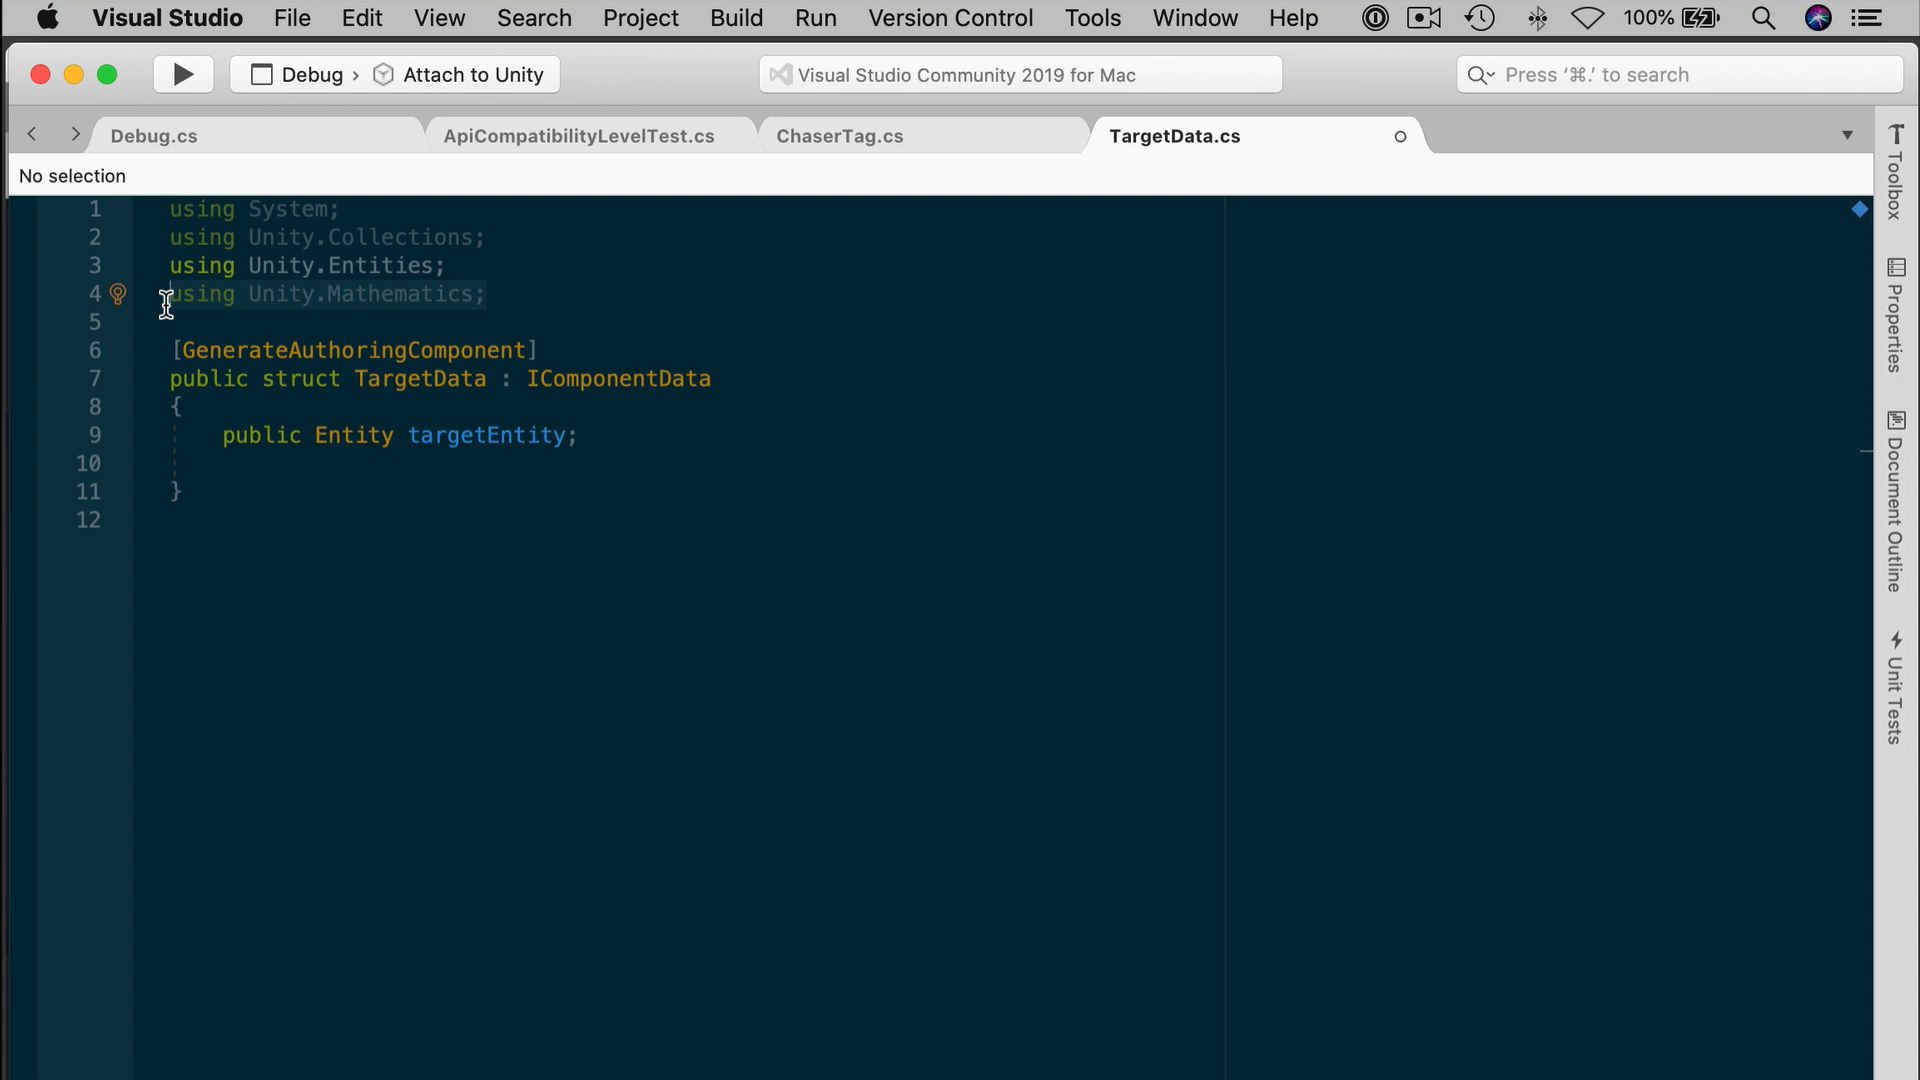 Visual Studio File Edit View Search Project Build Run Version Control Tools Window Help 100%
Debug › Attach to Unity Visual Studio Community 2019 for Mac Press ‘⌘.’ to search
Debug.cs ApiCompatibilityLevelTest.cs ChaserTag.cs TargetData.cs
No selection
1 using System;
2 using Unity.Collections;
3 using Unity.Entities;
4 using Unity.Mathematics;
5
6 [GenerateAuthoringComponent]
7 public struct TargetData : IComponentData
8 {
9 public Entity targetEntity;
10
11 }
12
Toolbox
Properties
Document Outline
Unit Tests